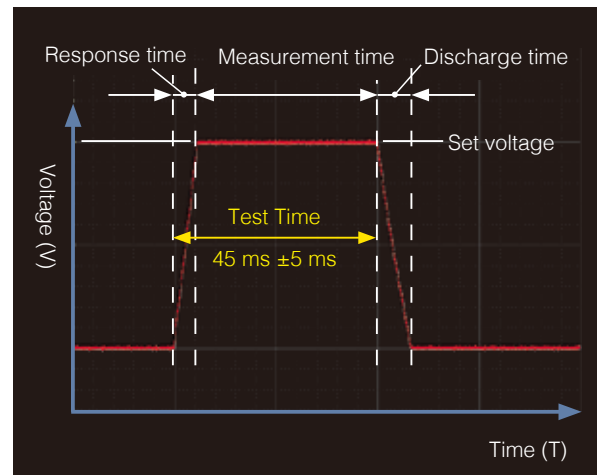 Response time
Measurement time
Discharge time
Set voltage
Voltage (V)
Test Time
45 ms ±5 ms
Time (T)